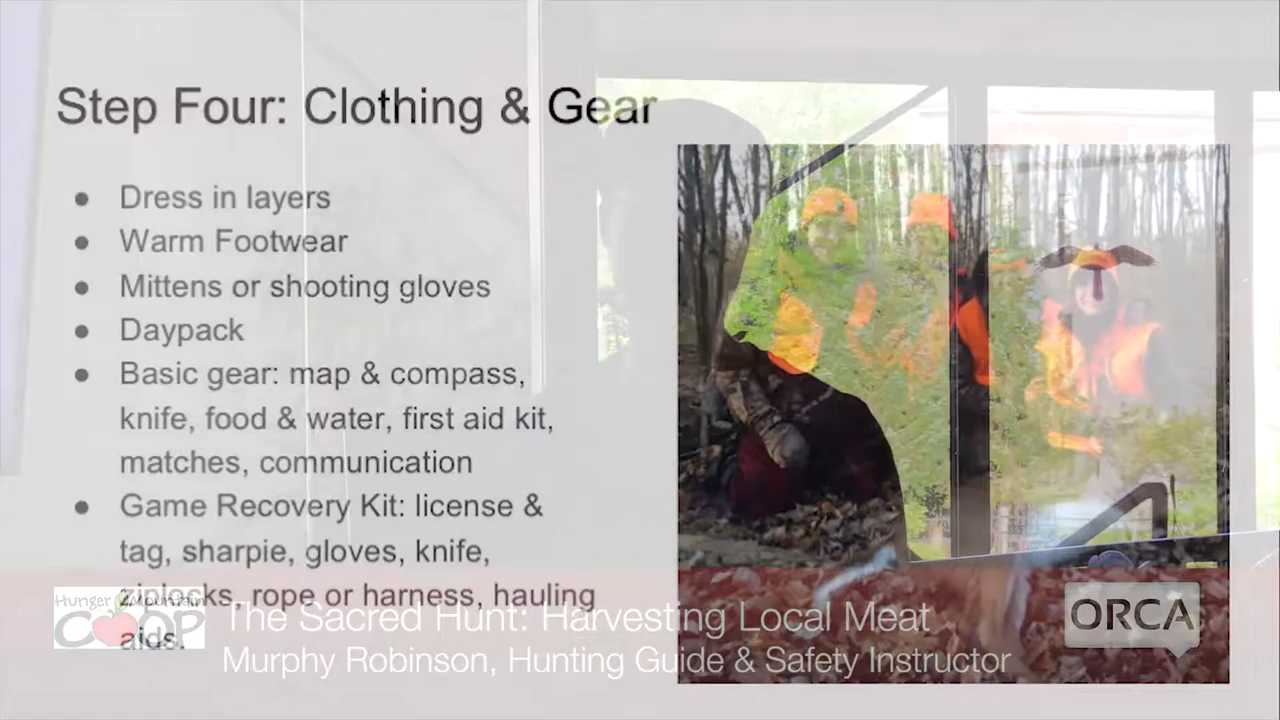 Step Four: Clothing & Gear
● Dress in layers
● Warm Footwear
● Mittens or shooting gloves
● Daypack
● Basic gear: map & compass,
knife, food & water, first aid kit,
matches, communication
● Game Recovery Kit: license &
tag, sharpie, gloves, knife,
ziplocks, rope or harness, hauling
aids.
Hunger Mountain
COOP
The Sacred Hunt: Harvesting Local Meat
Murphy Robinson, Hunting Guide & Safety Instructor
ORCA